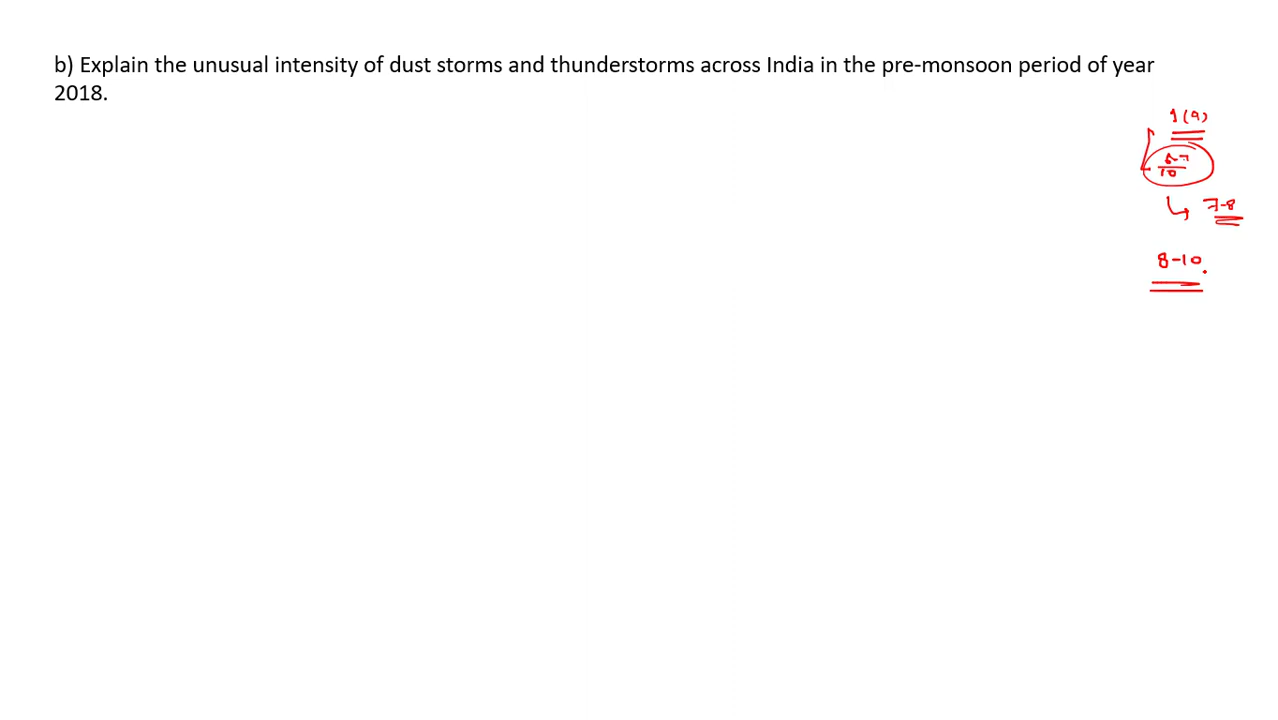 b) Explain the unusual intensity of dust storms and thunderstorms across India in the pre-monsoon period of year
2018.
1(a)
10
7-8
8-10